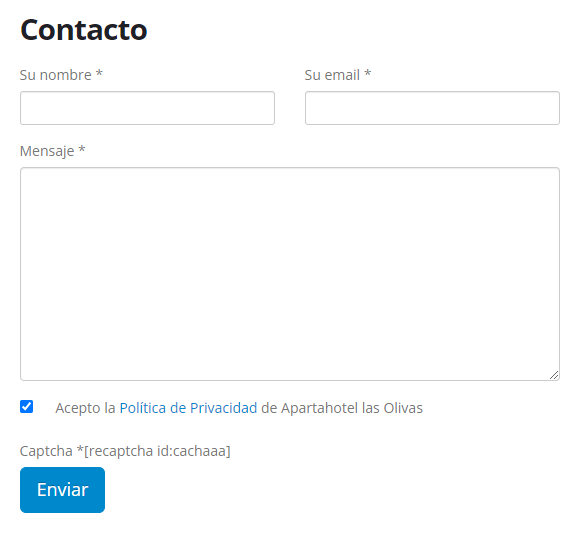 Contacto
Su nombre * Su email *
Mensaje *
Acepto la Política de Privacidad de Apartahotel las Olivas
Captcha *[recaptcha id:cachaaa]
Enviar